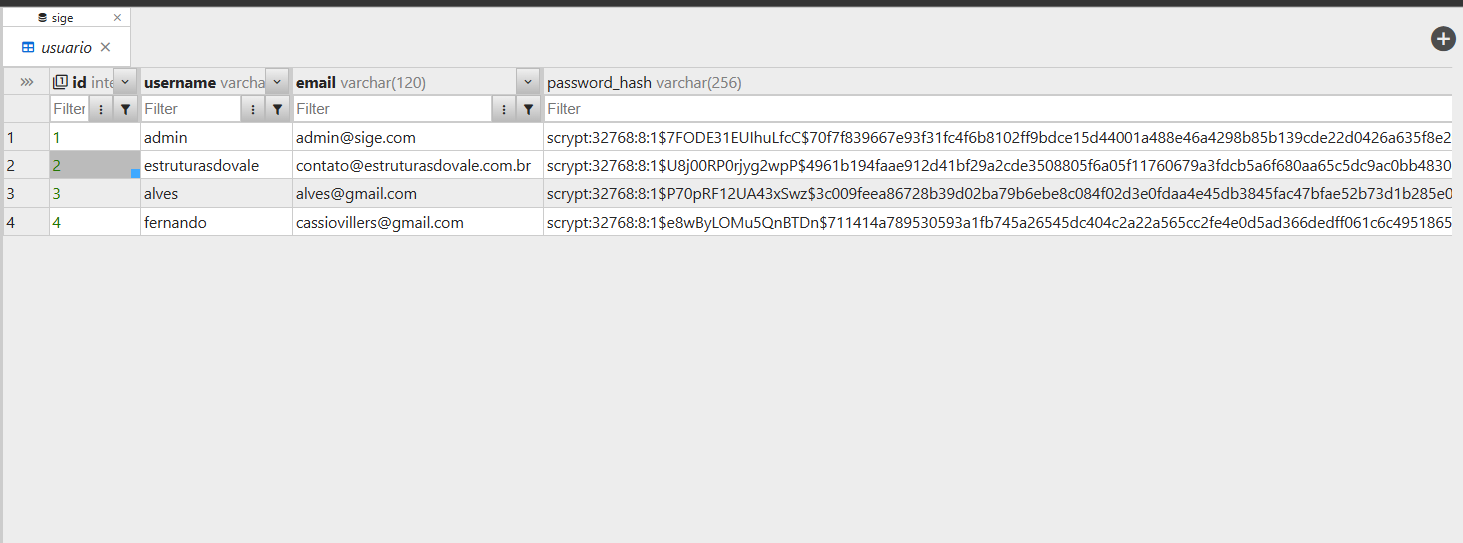 sige
usuario
id inte username varcha email varchar(120) password_hash varchar(256)
Filter Filter Filter Filter
1 1 admin admin@sige.com scrypt:32768:8:1$7FODE31EUIhuLfcC$70f7f839667e93f31fc4f6b8102ff9bdce15d44001a488e46a4298b85b139cde22d0426a635f8e2
2 2 estruturasdovale contato@estruturasdovale.com.br scrypt:32768:8:1$U8j00RP0rjyg2wpP$4961b194faae912d41bf29a2cde3508805f6a05f11760679a3fdcb5a6f680aa65c5dc9ac0bb4830
3 3 alves alves@gmail.com scrypt:32768:8:1$P70pRF12UA43xSwz$3c009feea86728b39d02ba79b6ebe8c084f02d3e0fdaa4e45db3845fac47bfae52b73d1b285e0
4 4 fernando cassiovillers@gmail.com scrypt:32768:8:1$e8wByLOMu5QnBTDn$711414a789530593a1fb745a26545dc404c2a22a565cc2fe4e0d5ad366dedff061c6c4951865